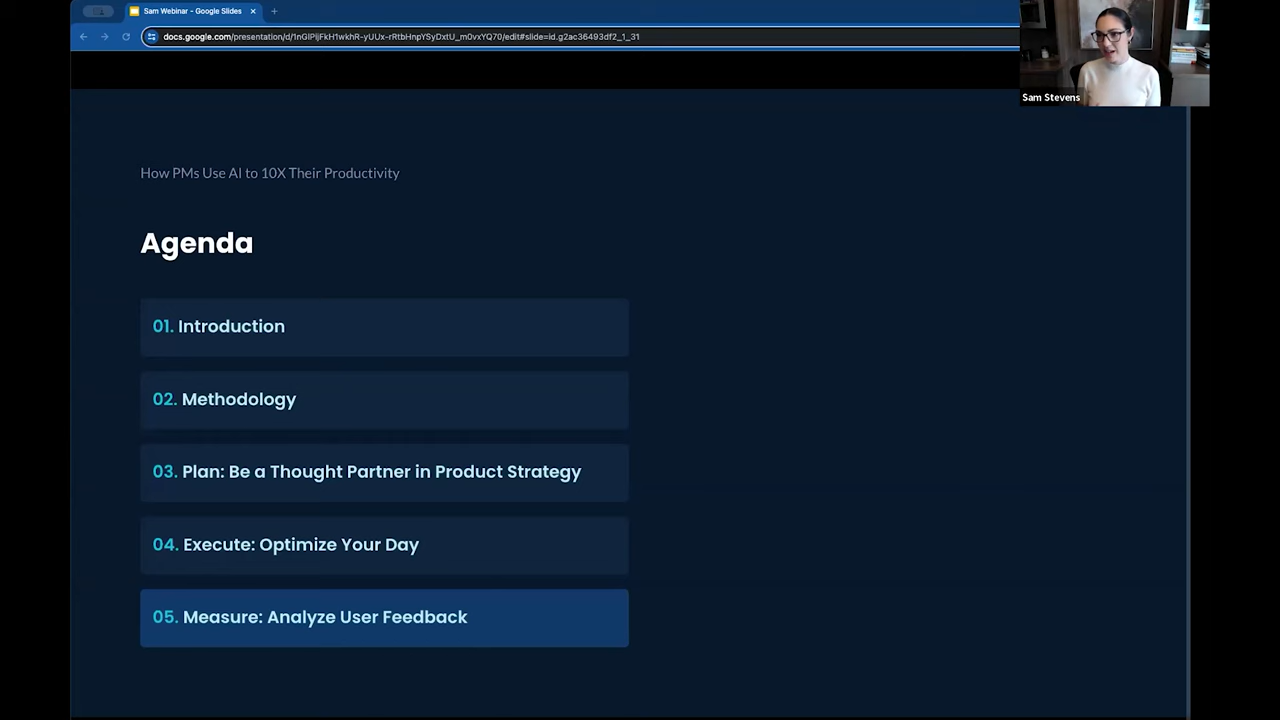 Sam Webinar - Google Slides
docs.google.com/presentation/d/1nGlPijFkH1wkhR-yUUx-rRtbHnpYSyDxtU_m0vxYQ70/edit#slide=id.g2ac36493df2_1_31
Sam Stevens
How PMs Use AI to 10X Their Productivity
Agenda
01. Introduction
02. Methodology
03. Plan: Be a Thought Partner in Product Strategy
04. Execute: Optimize Your Day
05. Measure: Analyze User Feedback